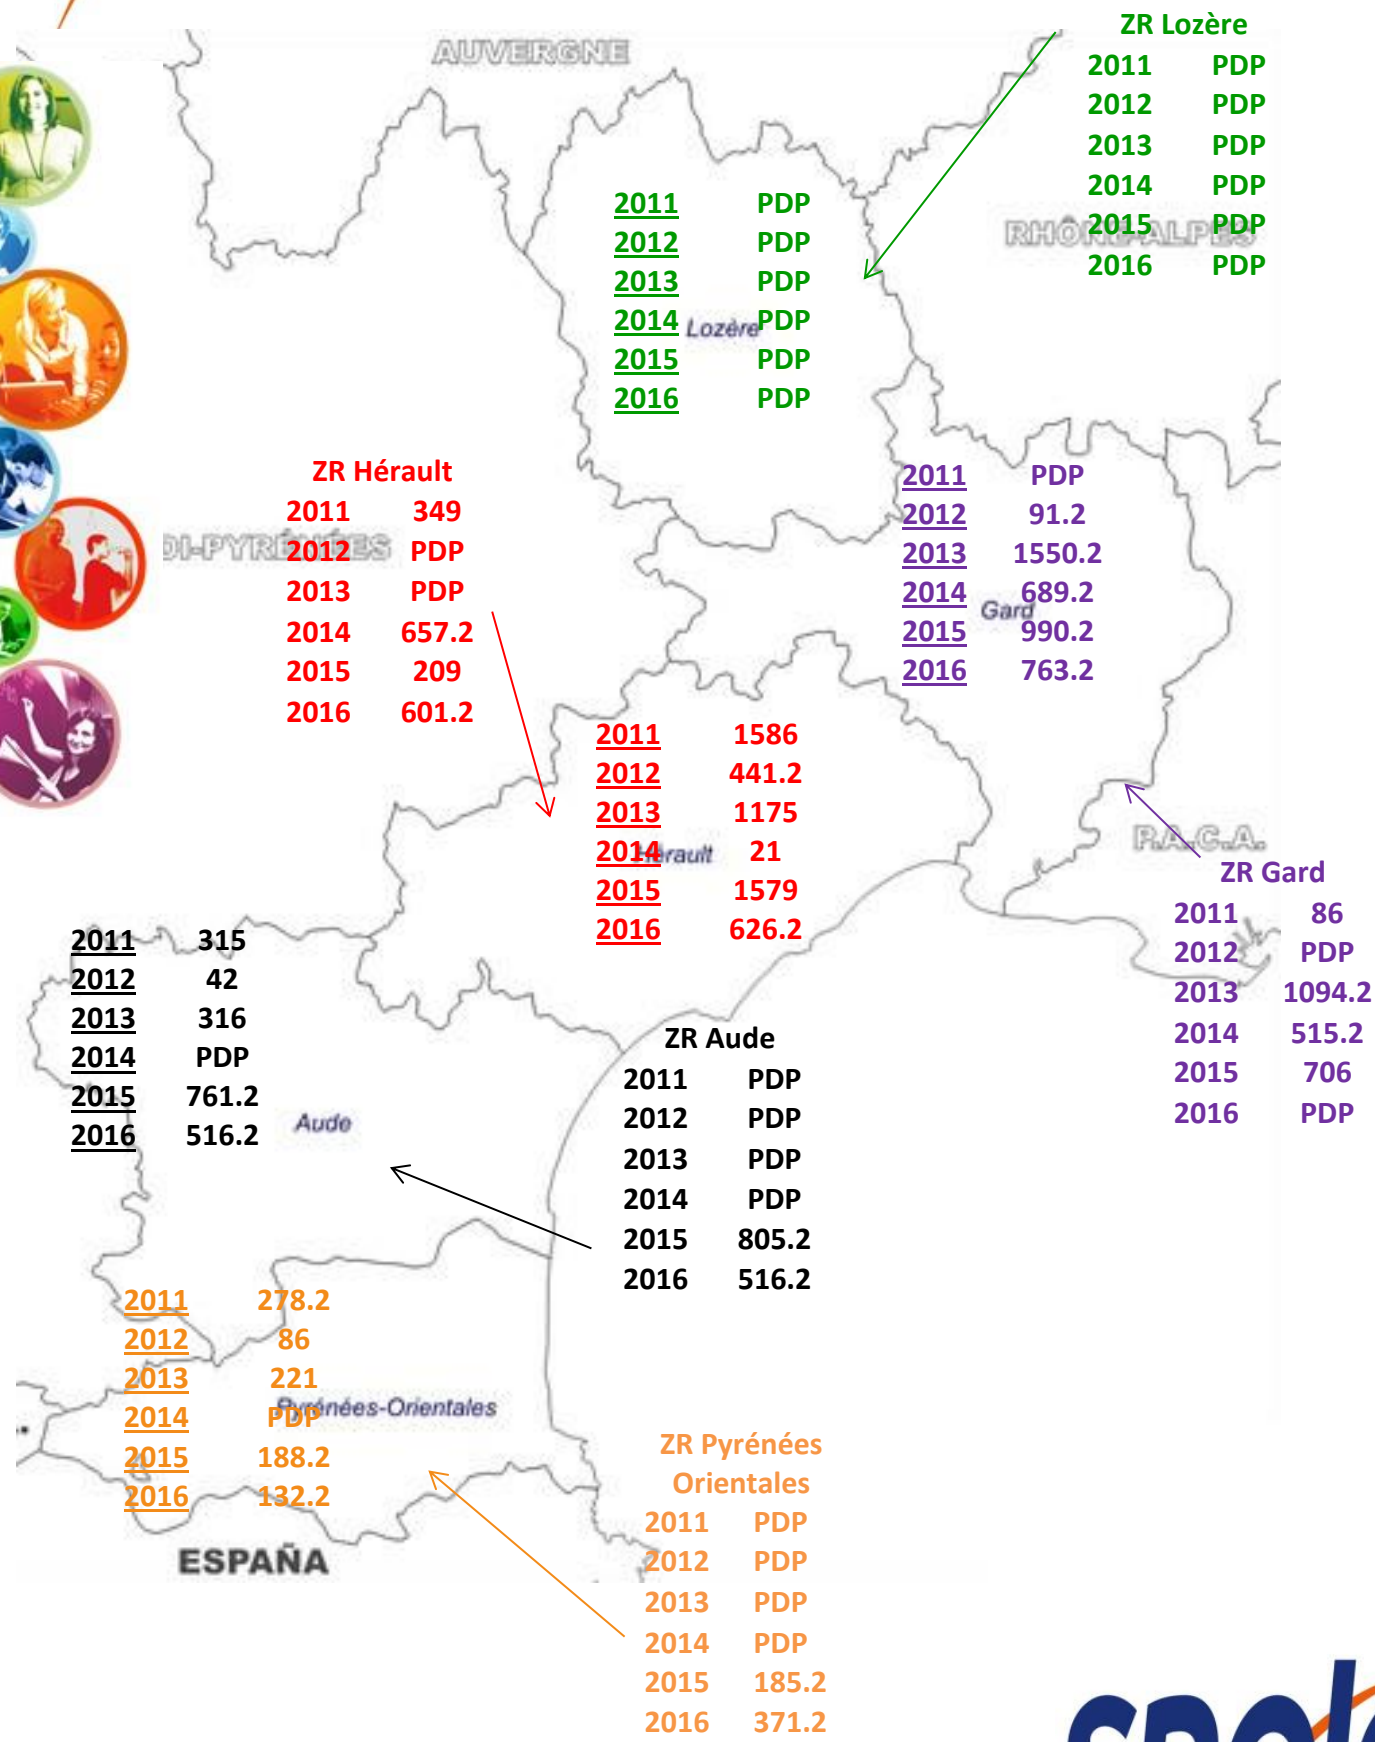 AUVERGNE
ZR Lozère
2011 PDP
2012 PDP
2013 PDP
2014 PDP
2015 PDP
2016 PDP
RHÔNE-ALPES
2011 PDP
2012 PDP
2013 PDP
2014 PDP
2015 PDP
2016 PDP
Lozère
ZR Hérault
2011 349
2012 PDP
2013 PDP
2014 657.2
2015 209
2016 601.2
DI-PYRÉNÉES
2011 PDP
2012 91.2
2013 1550.2
2014 689.2
2015 990.2
2016 763.2
Gard
2011 1586
2012 441.2
2013 1175
2014 21
2015 1579
2016 626.2
Hérault
P.A.C.A.
ZR Gard
2011 86
2012 PDP
2013 1094.2
2014 515.2
2015 706
2016 PDP
2011 315
2012 42
2013 316
2014 PDP
2015 761.2
2016 516.2
Aude
ZR Aude
2011 PDP
2012 PDP
2013 PDP
2014 PDP
2015 805.2
2016 516.2
2011 278.2
2012 86
2013 221
2014 PDP
2015 188.2
2016 132.2
Pyrénées-Orientales
ESPAÑA
ZR Pyrénées
Orientales
2011 PDP
2012 PDP
2013 PDP
2014 PDP
2015 185.2
2016 371.2